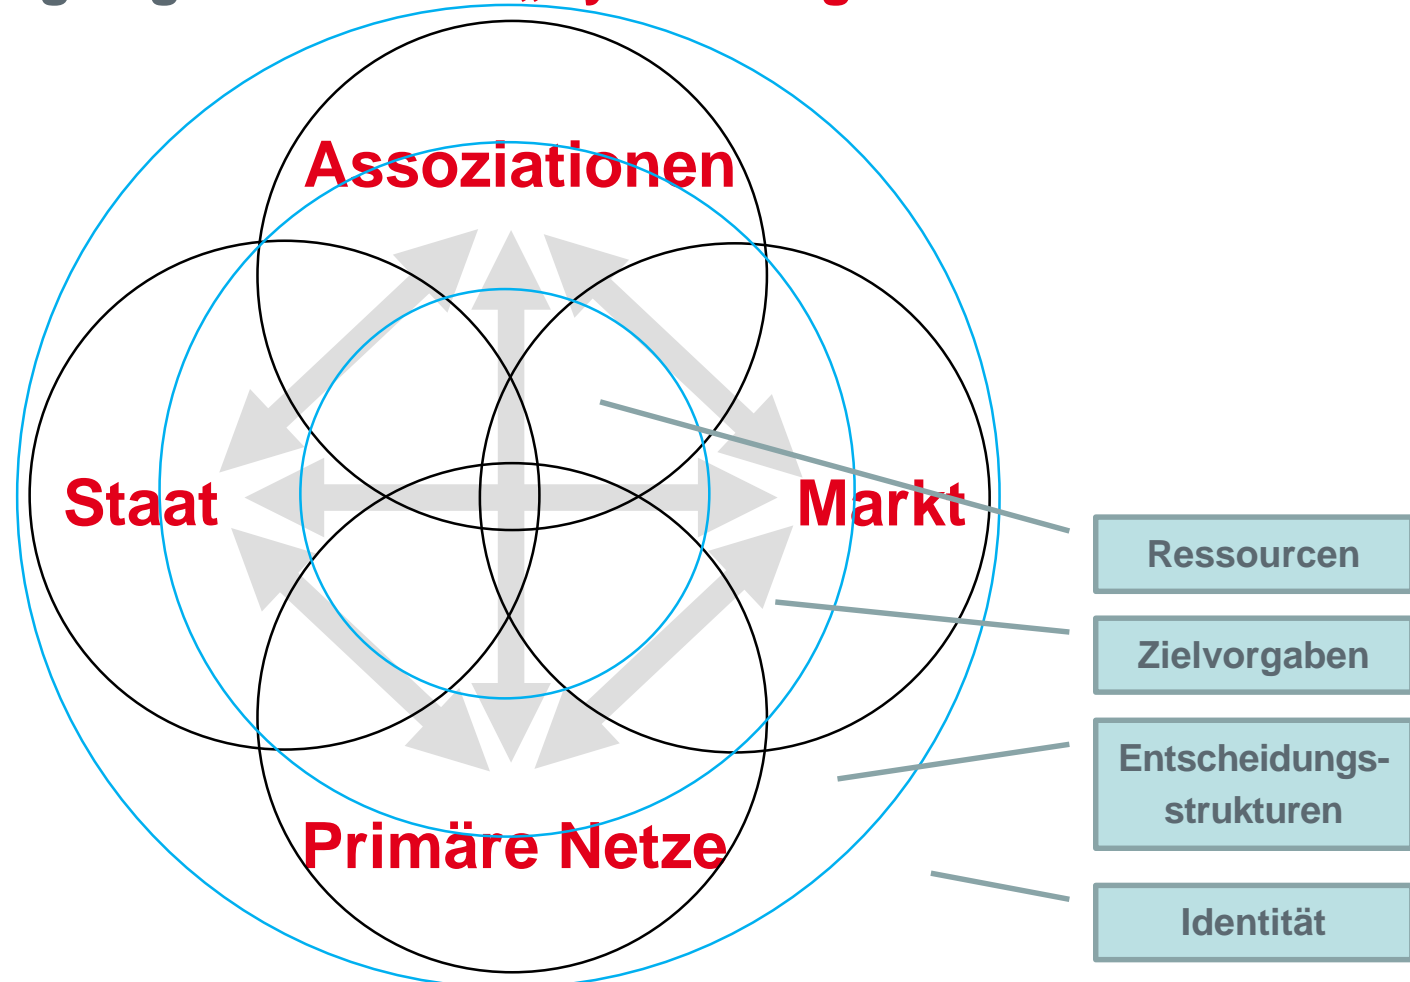 Assoziationen
Staat
Markt
Ressourcen
Zielvorgaben
Entscheidungs-
strukturen
Primäre Netze
Identität